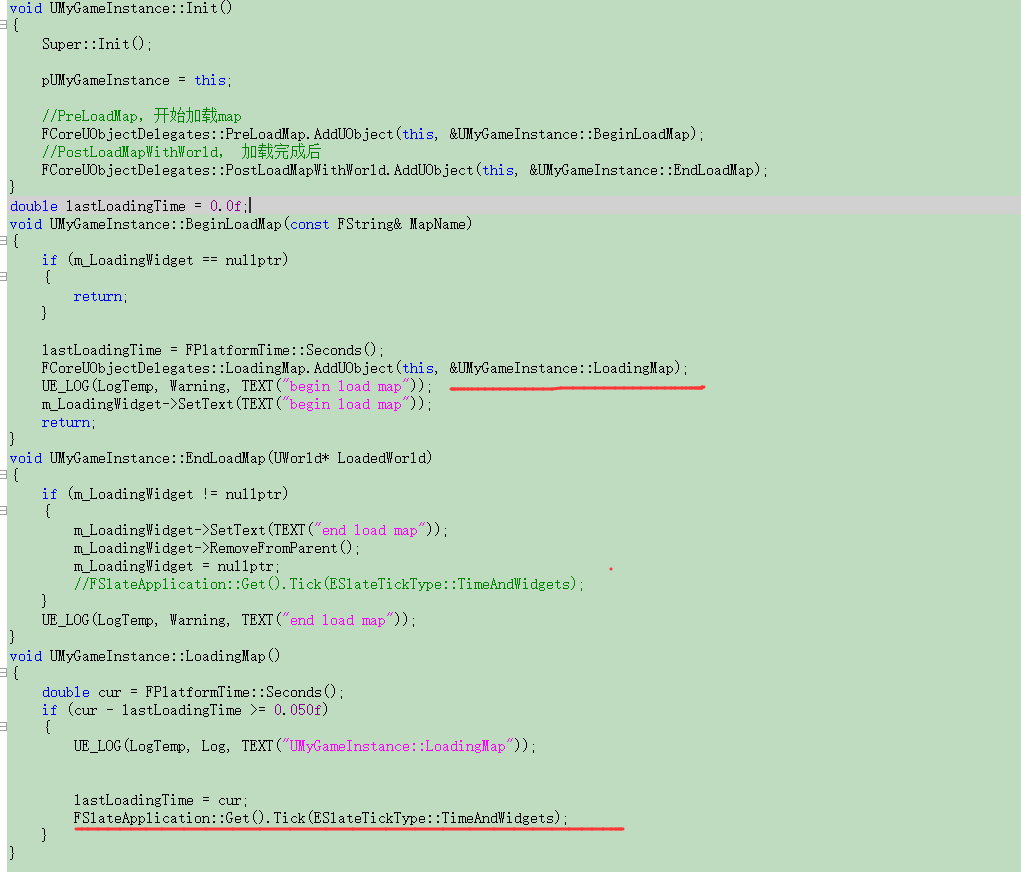 void UMyGameInstance::Init()
{
Super::Init();
pUMyGameInstance = this;
//PreLoadMap，开始加载map
FCoreUObjectDelegates::PreLoadMap.AddUObject(this, &UMyGameInstance::BeginLoadMap);
//PostLoadMapWithWorld， 加载完成后
FCoreUObjectDelegates::PostLoadMapWithWorld.AddUObject(this, &UMyGameInstance::EndLoadMap);
}
double lastLoadingTime = 0.0f;
void UMyGameInstance::BeginLoadMap(const FString& MapName)
{
if (m_LoadingWidget == nullptr)
{
return;
}
lastLoadingTime = FPlatformTime::Seconds();
FCoreUObjectDelegates::LoadingMap.AddUObject(this, &UMyGameInstance::LoadingMap);
UE_LOG(LogTemp, Warning, TEXT("begin load map"));
m_LoadingWidget->SetText(TEXT("begin load map"));
return;
}
void UMyGameInstance::EndLoadMap(UWorld* LoadedWorld)
{
if (m_LoadingWidget != nullptr)
{
m_LoadingWidget->SetText(TEXT("end load map"));
m_LoadingWidget->RemoveFromParent();
m_LoadingWidget = nullptr;
//FSlateApplication::Get().Tick(ESlateTickType::TimeAndWidgets);
}
UE_LOG(LogTemp, Warning, TEXT("end load map"));
}
void UMyGameInstance::LoadingMap()
{
double cur = FPlatformTime::Seconds();
if (cur - lastLoadingTime >= 0.050f)
{
UE_LOG(LogTemp, Log, TEXT("UMyGameInstance::LoadingMap"));
lastLoadingTime = cur;
FSlateApplication::Get().Tick(ESlateTickType::TimeAndWidgets);
}
}